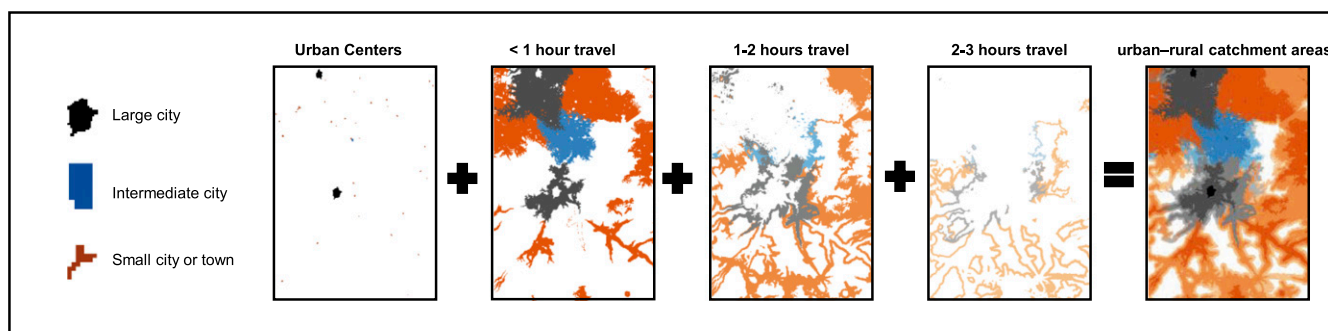 Urban Centers
< 1 hour travel
1-2 hours travel
2-3 hours travel
urban–rural catchment areas
Large city
Intermediate city
Small city or town